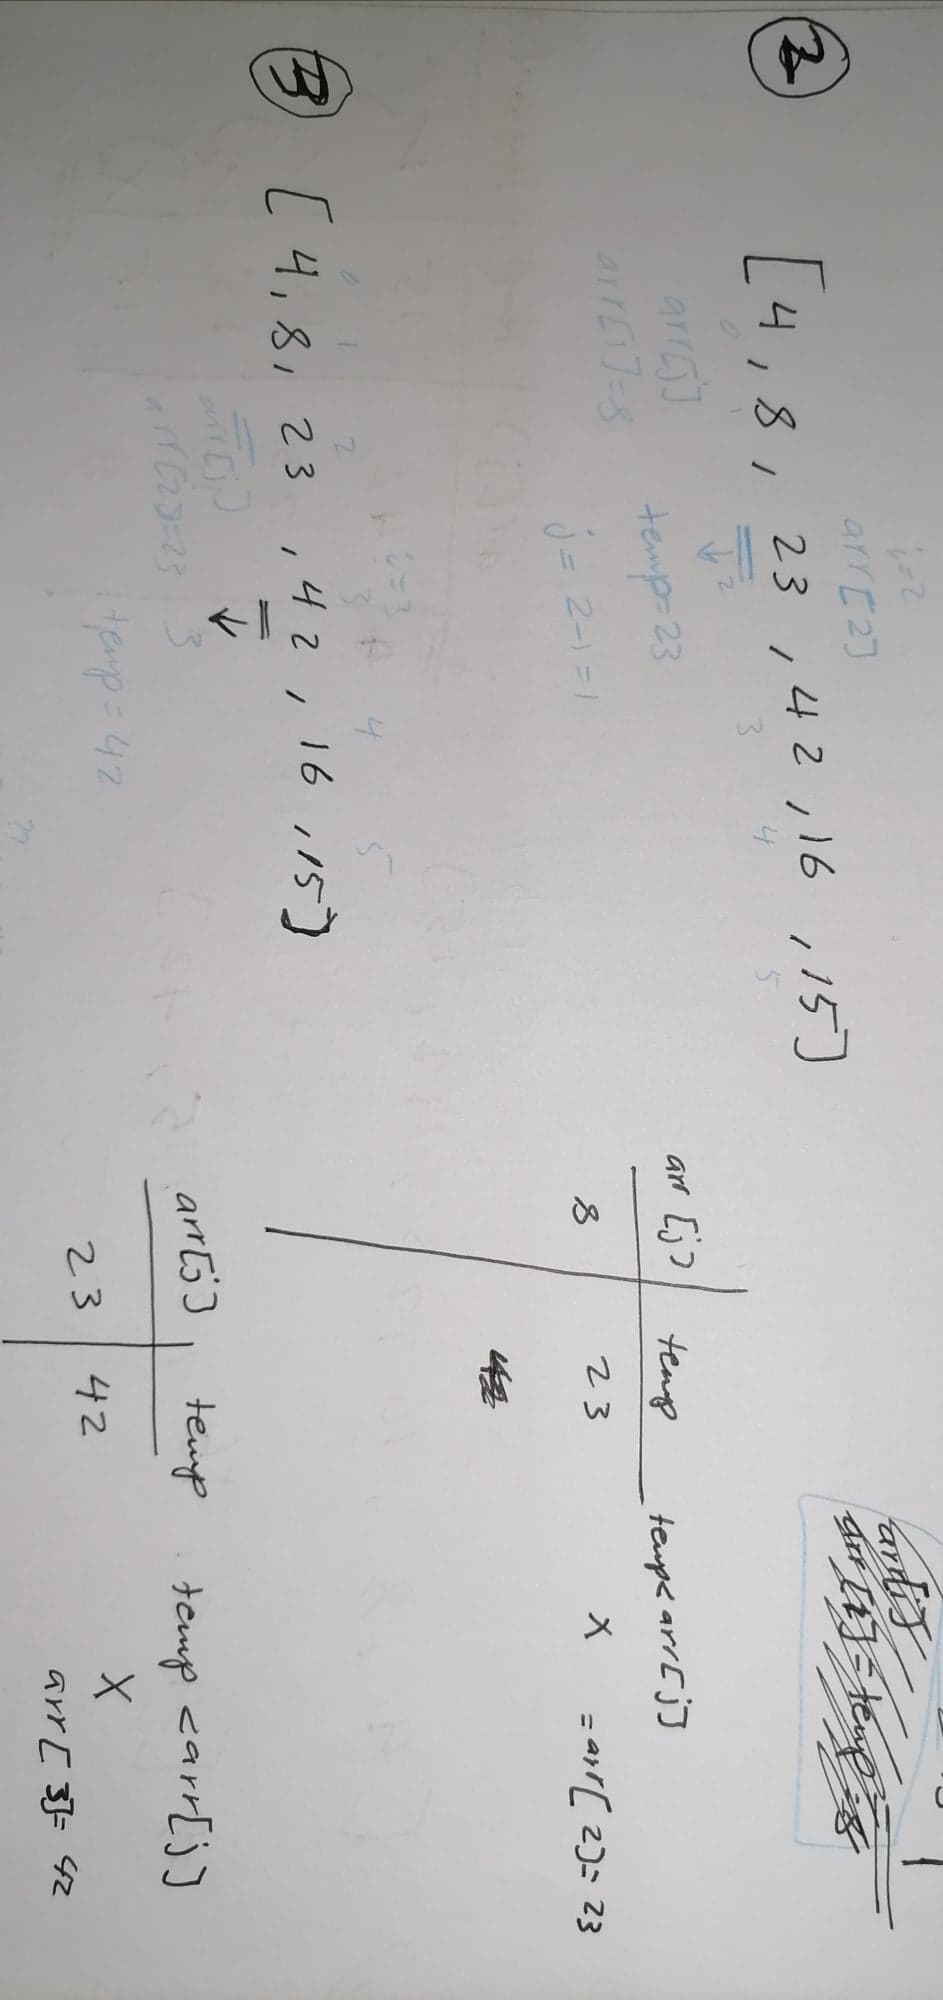 2
i=2
arr[2]
[4, 8, 23, 42, 16, 15]
0 1 2 3 4 5
arr[j] temp=23
arr[1]=8 j=2-1=1
arr[j] temp temp<arr[j]
8 23 X =arr[2]=23
3
i=3
0 1 2 3 4 5
[4, 8, 23, 42, 16, 15]
arr[j] 3
arr[2]=23
temp=42
arr[j] temp temp<arr[j]
23 42 X
arr[3]=42